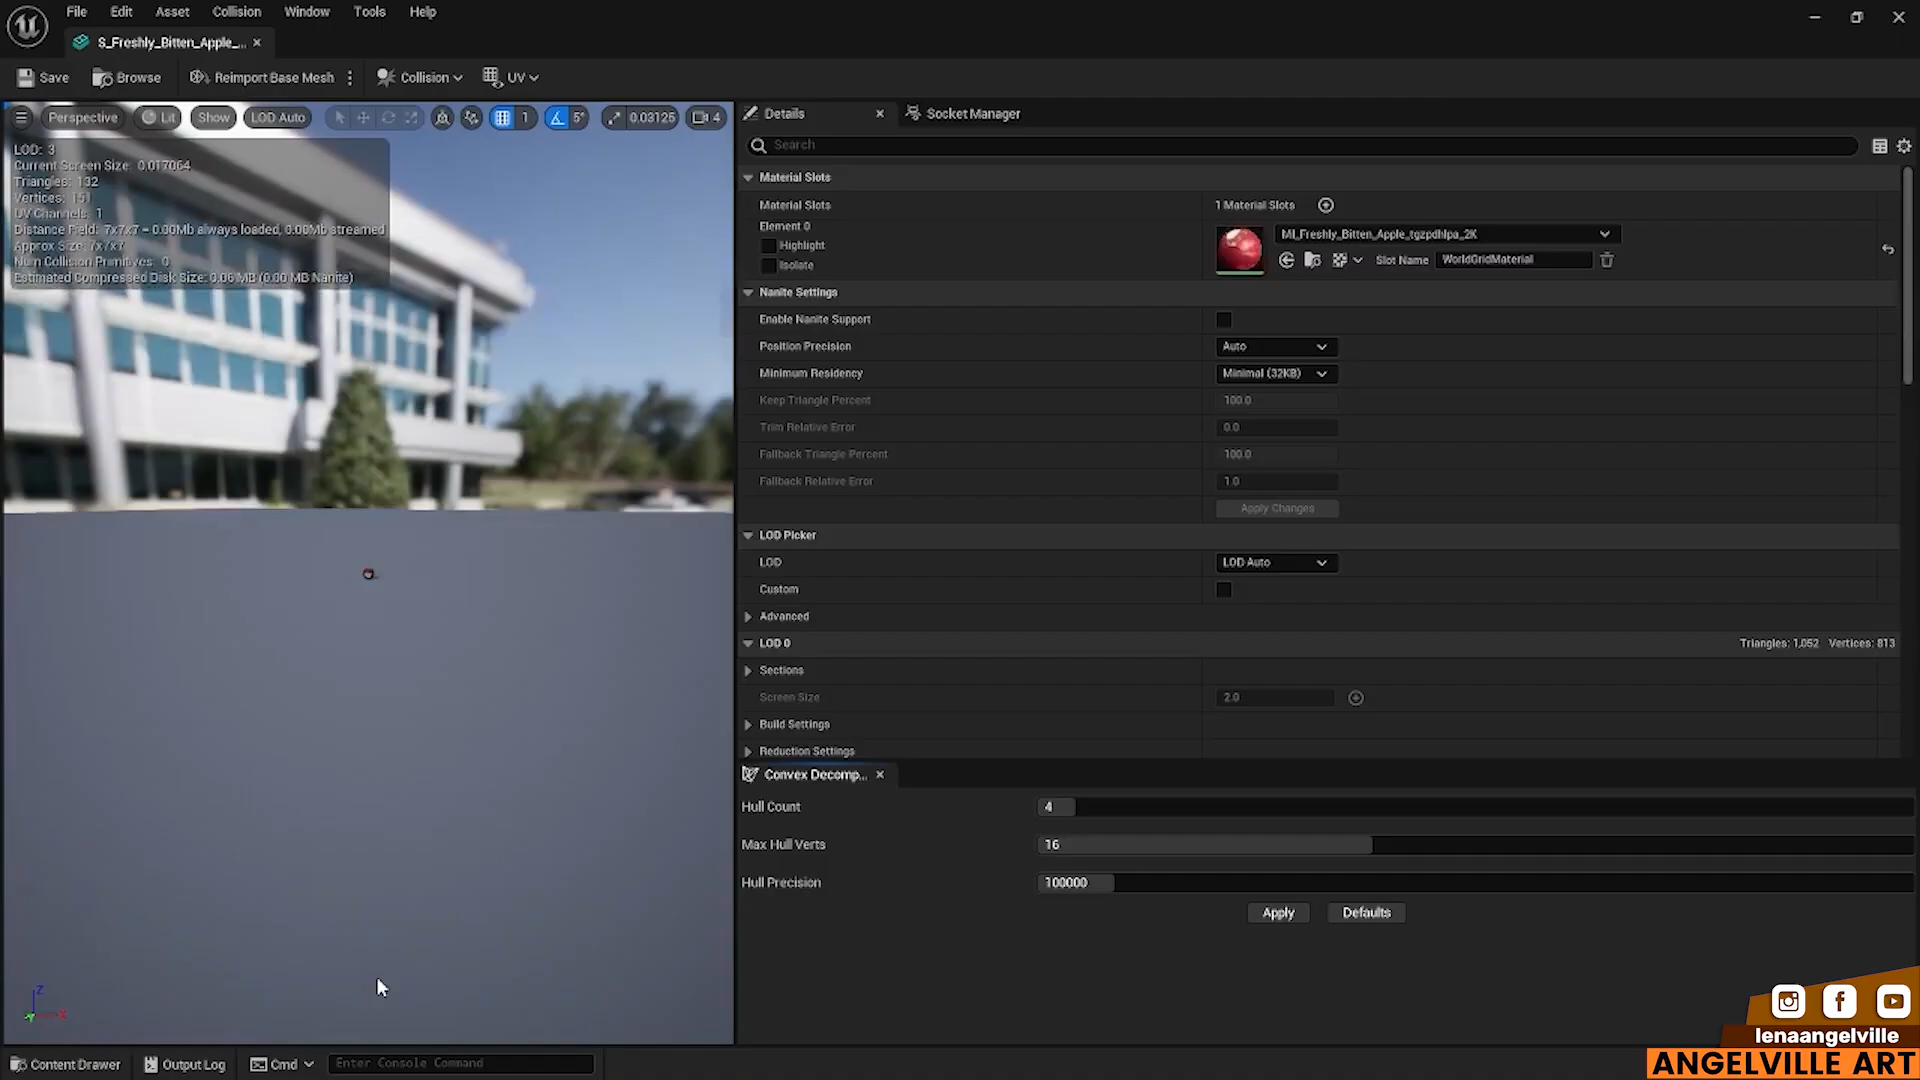 File Edit Asset Collision Window Tools Help
S_Freshly_Bitten_Apple_...
Save Browse Reimport Base Mesh Collision UV
Perspective Lit Show LOD Auto 1 5° 0.03125 4
LOD: 3
Current Screen Size: 0.017064
Triangles: 132
Vertices: 151
UV Channels: 1
Distance Field: 7x7x7 = 0.00Mb always loaded, 0.00Mb streamed
Approx Size: 7x7x7
Num Collision Primitives: 0
Estimated Compressed Disk Size: 0.06 MB (0.00 MB Nanite)
Z
X
Details Socket Manager
Search
Material Slots
Material Slots 1 Material Slots
Element 0
Highlight
Isolate
MI_Freshly_Bitten_Apple_tgzpdhlpa_2K
Slot Name WorldGridMaterial
Nanite Settings
Enable Nanite Support
Position Precision Auto
Minimum Residency Minimal (32KB)
Keep Triangle Percent 100.0
Trim Relative Error 0.0
Fallback Triangle Percent 100.0
Fallback Relative Error 1.0
Apply Changes
LOD Picker
LOD LOD Auto
Custom
Advanced
LOD 0 Triangles: 1,052 Vertices: 813
Sections
Screen Size 2.0
Build Settings
Reduction Settings
Convex Decomp...
Hull Count 4
Max Hull Verts 16
Hull Precision 100000
Apply Defaults
Content Drawer Output Log Cmd Enter Console Command
lenaangelville
ANGELVILLE ART